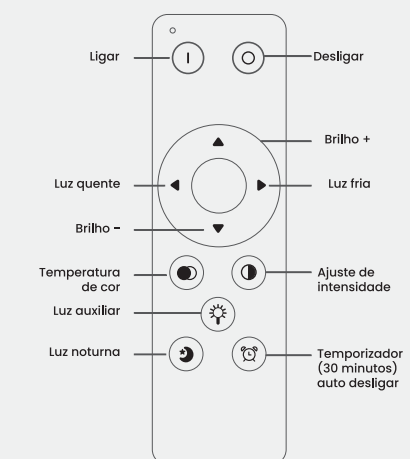 Ligar
Desligar
Brilho +
Luz quente
Luz fria
Brilho -
Temperatura
de cor
Ajuste de
intensidade
Luz auxiliar
Luz noturna
Temporizador
(30 minutos)
auto desligar